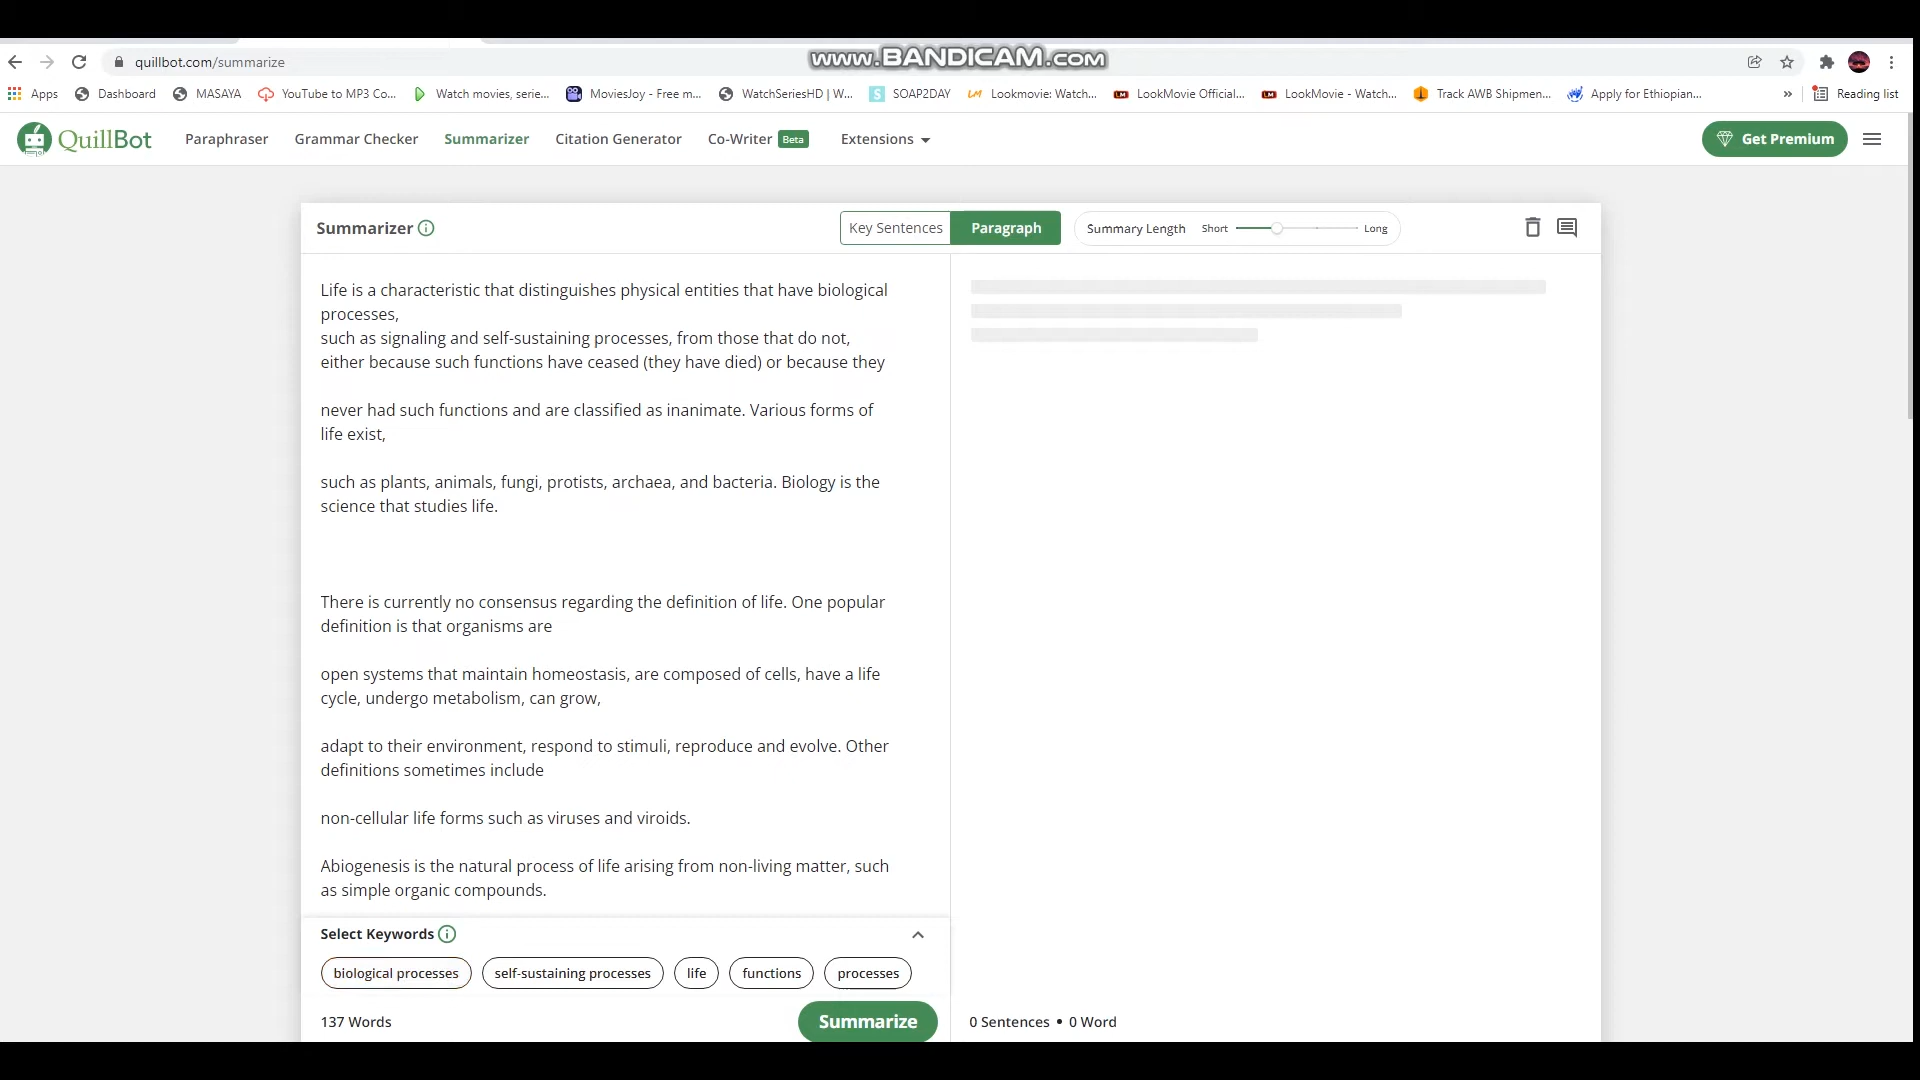 www.BANDICAM.com
quillbot.com/summarize
Apps Dashboard MASAYA YouTube to MP3 Co... Watch movies, serie... MoviesJoy - Free m... WatchSeriesHD | W... SOAP2DAY Lookmovie: Watch... LookMovie Official... LookMovie - Watch... Track AWB Shipmen... Apply for Ethiopian... » Reading list
QuillBot Paraphraser Grammar Checker Summarizer Citation Generator Co-Writer Beta Extensions Get Premium
Summarizer Key Sentences Paragraph Summary Length Short Long
Life is a characteristic that distinguishes physical entities that have biological
processes,
such as signaling and self-sustaining processes, from those that do not,
either because such functions have ceased (they have died) or because they
never had such functions and are classified as inanimate. Various forms of
life exist,
such as plants, animals, fungi, protists, archaea, and bacteria. Biology is the
science that studies life.
There is currently no consensus regarding the definition of life. One popular
definition is that organisms are
open systems that maintain homeostasis, are composed of cells, have a life
cycle, undergo metabolism, can grow,
adapt to their environment, respond to stimuli, reproduce and evolve. Other
definitions sometimes include
non-cellular life forms such as viruses and viroids.
Abiogenesis is the natural process of life arising from non-living matter, such
as simple organic compounds.
Select Keywords
biological processes self-sustaining processes life functions processes
137 Words Summarize 0 Sentences • 0 Word